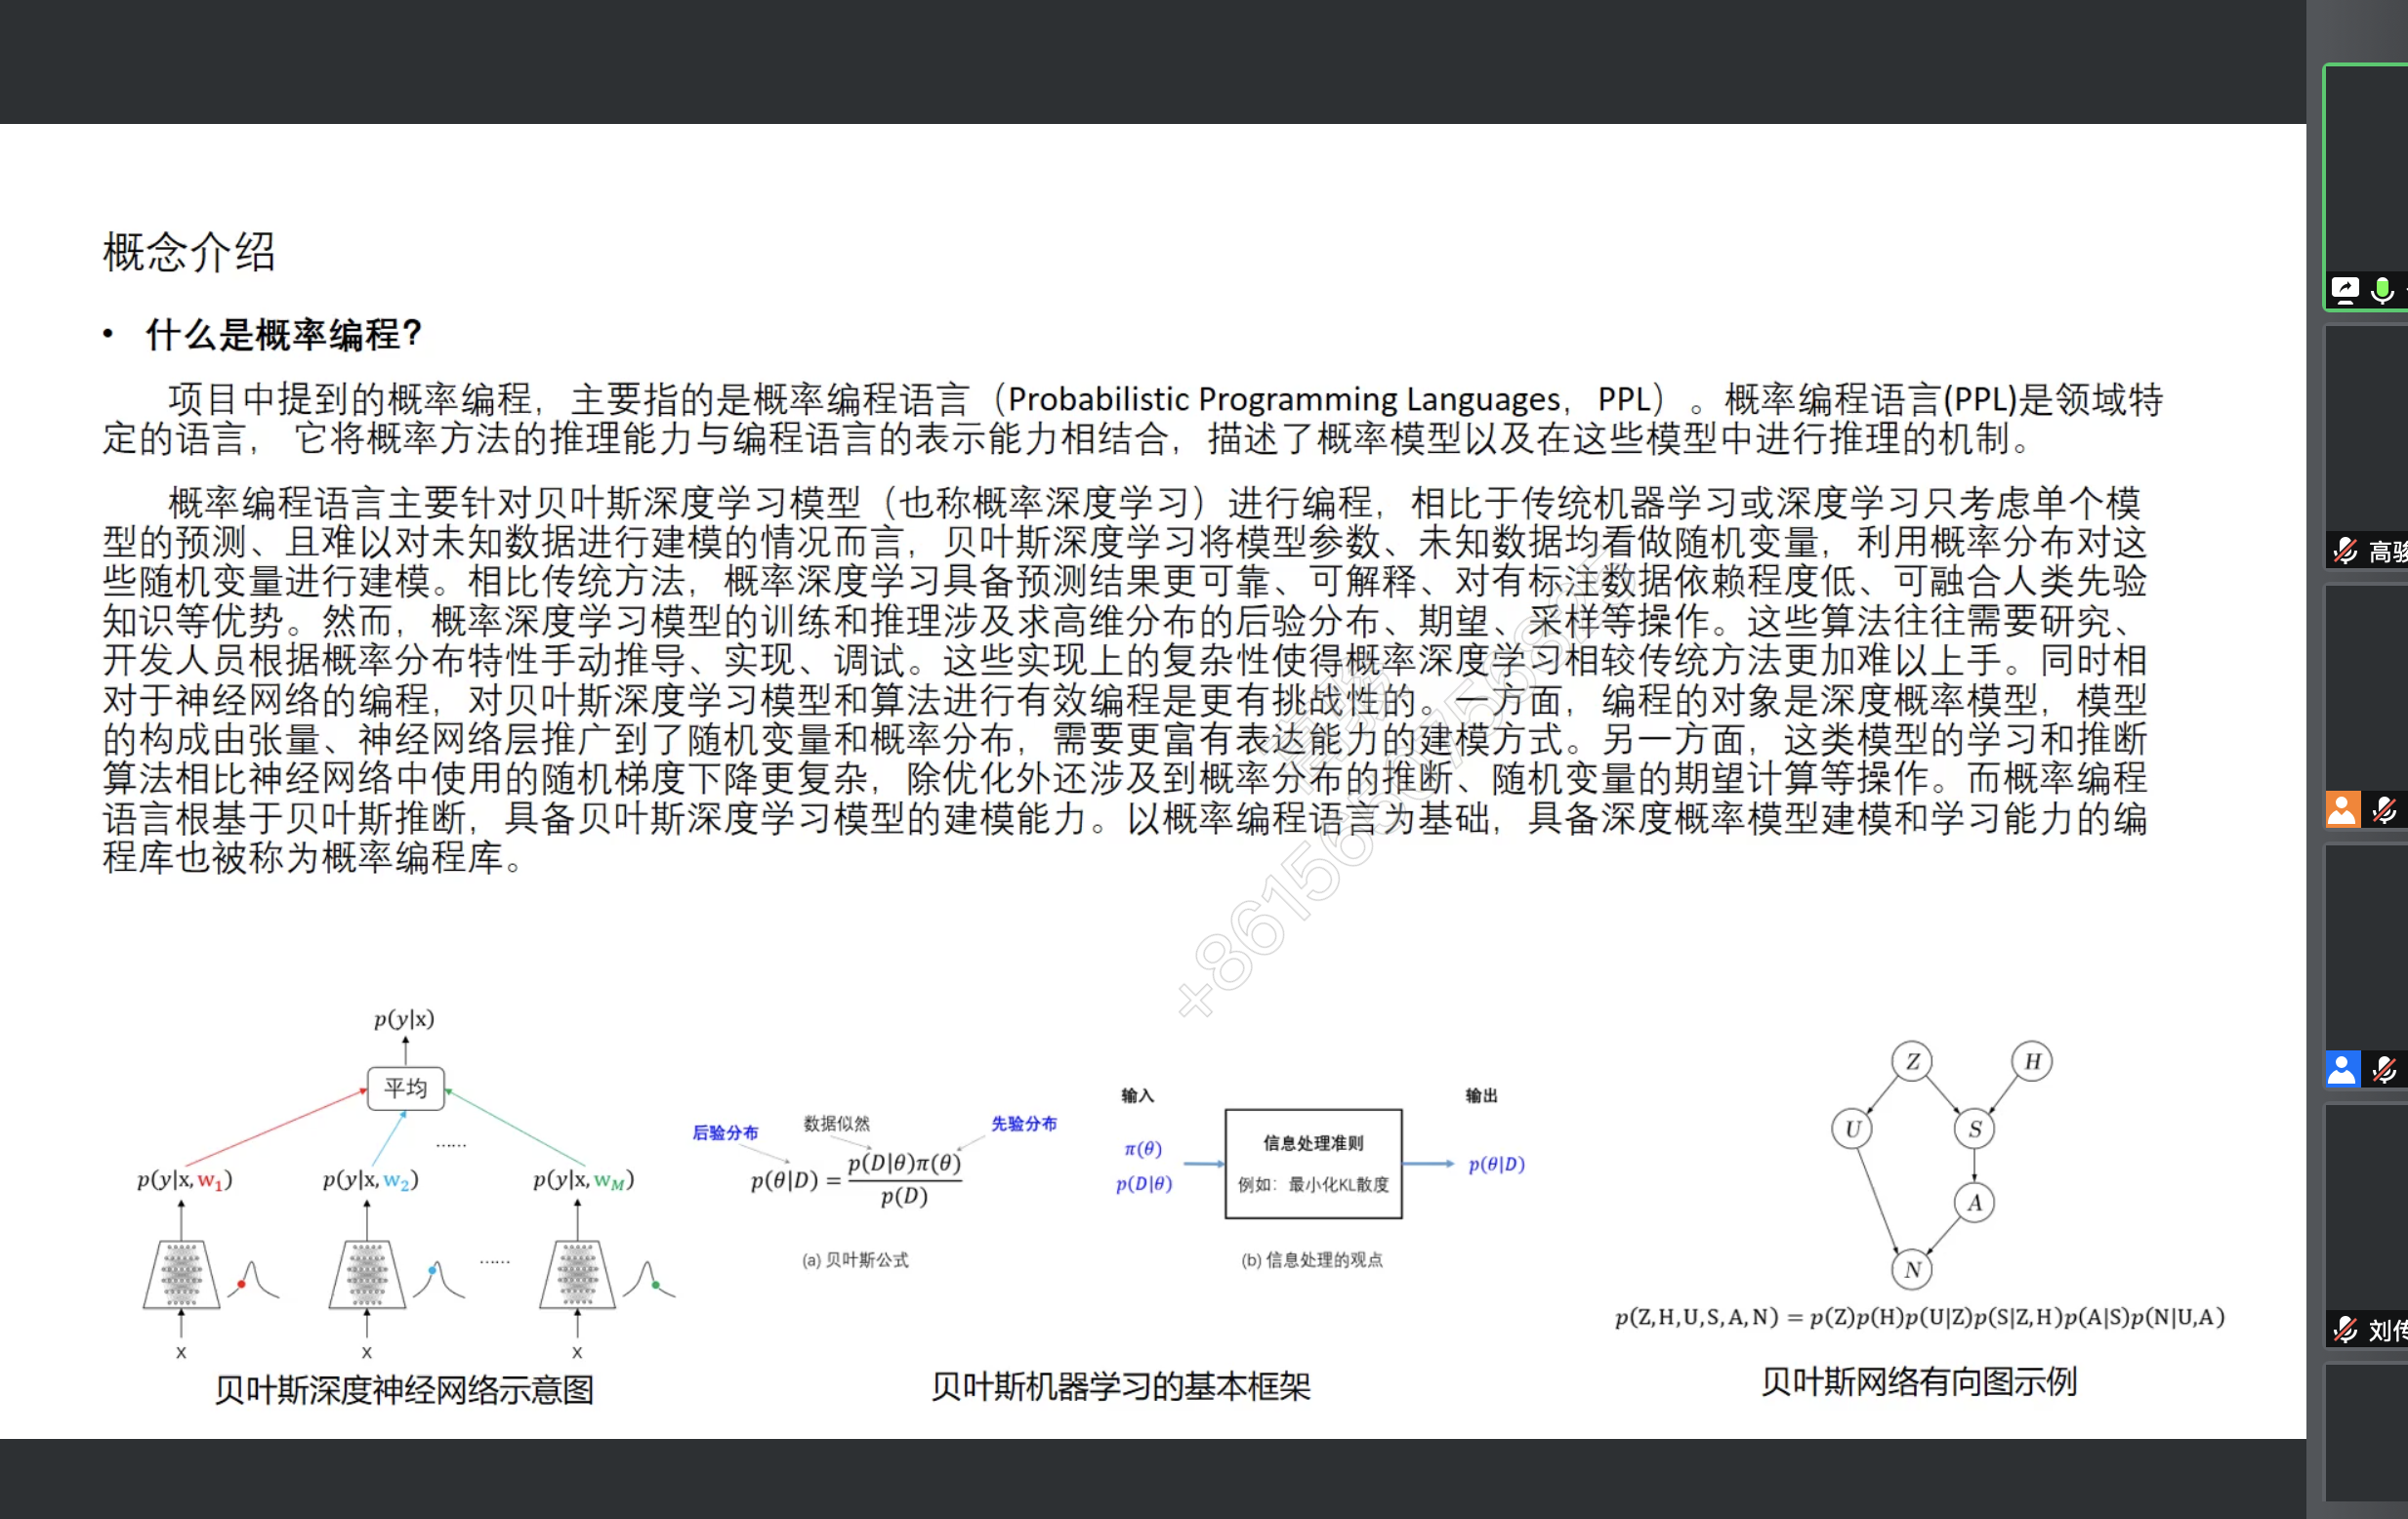 概念介绍
• 什么是概率编程？
项目中提到的概率编程，主要指的是概率编程语言（Probabilistic Programming Languages，PPL）。概率编程语言(PPL)是领域特
定的语言， 它将概率方法的推理能力与编程语言的表示能力相结合，描述了概率模型以及在这些模型中进行推理的机制。
概率编程语言主要针对贝叶斯深度学习模型（也称概率深度学习）进行编程，相比于传统机器学习或深度学习只考虑单个模
型的预测、且难以对未知数据进行建模的情况而言，贝叶斯深度学习将模型参数、未知数据均看做随机变量，利用概率分布对这
些随机变量进行建模。相比传统方法，概率深度学习具备预测结果更可靠、可解释、对有标注数据依赖程度低、可融合人类先验
知识等优势。然而，概率深度学习模型的训练和推理涉及求高维分布的后验分布、期望、采样等操作。这些算法往往需要研究、
开发人员根据概率分布特性手动推导、实现、调试。这些实现上的复杂性使得概率深度学习相较传统方法更加难以上手。同时相
对于神经网络的编程，对贝叶斯深度学习模型和算法进行有效编程是更有挑战性的。一方面，编程的对象是深度概率模型，模型
的构成由张量、神经网络层推广到了随机变量和概率分布，需要更富有表达能力的建模方式。另一方面，这类模型的学习和推断
算法相比神经网络中使用的随机梯度下降更复杂，除优化外还涉及到概率分布的推断、随机变量的期望计算等操作。而概率编程
语言根基于贝叶斯推断，具备贝叶斯深度学习模型的建模能力。以概率编程语言为基础，具备深度概率模型建模和学习能力的编
程库也被称为概率编程库。
p(y|x)
平均
……
p(y|x, w₁)
p(y|x, w₂)
p(y|x, w_M)
……
x
x
x
贝叶斯深度神经网络示意图
后验分布
数据似然
先验分布
p(θ|D) = p(D|θ)π(θ) / p(D)
(a) 贝叶斯公式
输入
输出
π(θ)
p(D|θ)
信息处理准则
例如：最小化KL散度
p(θ|D)
(b) 信息处理的观点
贝叶斯机器学习的基本框架
Z
H
U
S
A
N
p(Z,H,U,S,A,N) = p(Z)p(H)p(U|Z)p(S|Z,H)p(A|S)p(N|U,A)
贝叶斯网络有向图示例
高骏
刘传